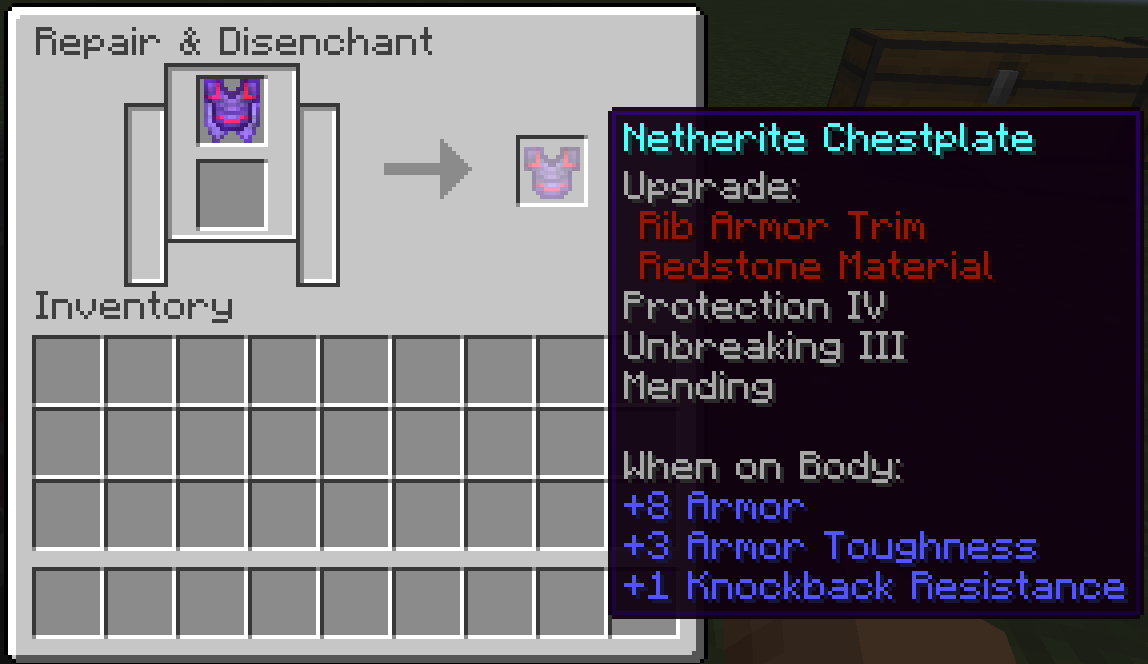 Repair & Disenchant
Netherite Chestplate
Upgrade:
Rib Armor Trim
Redstone Material
Protection IV
Unbreaking III
Mending
When on Body:
+8 Armor
+3 Armor Toughness
+1 Knockback Resistance
Inventory